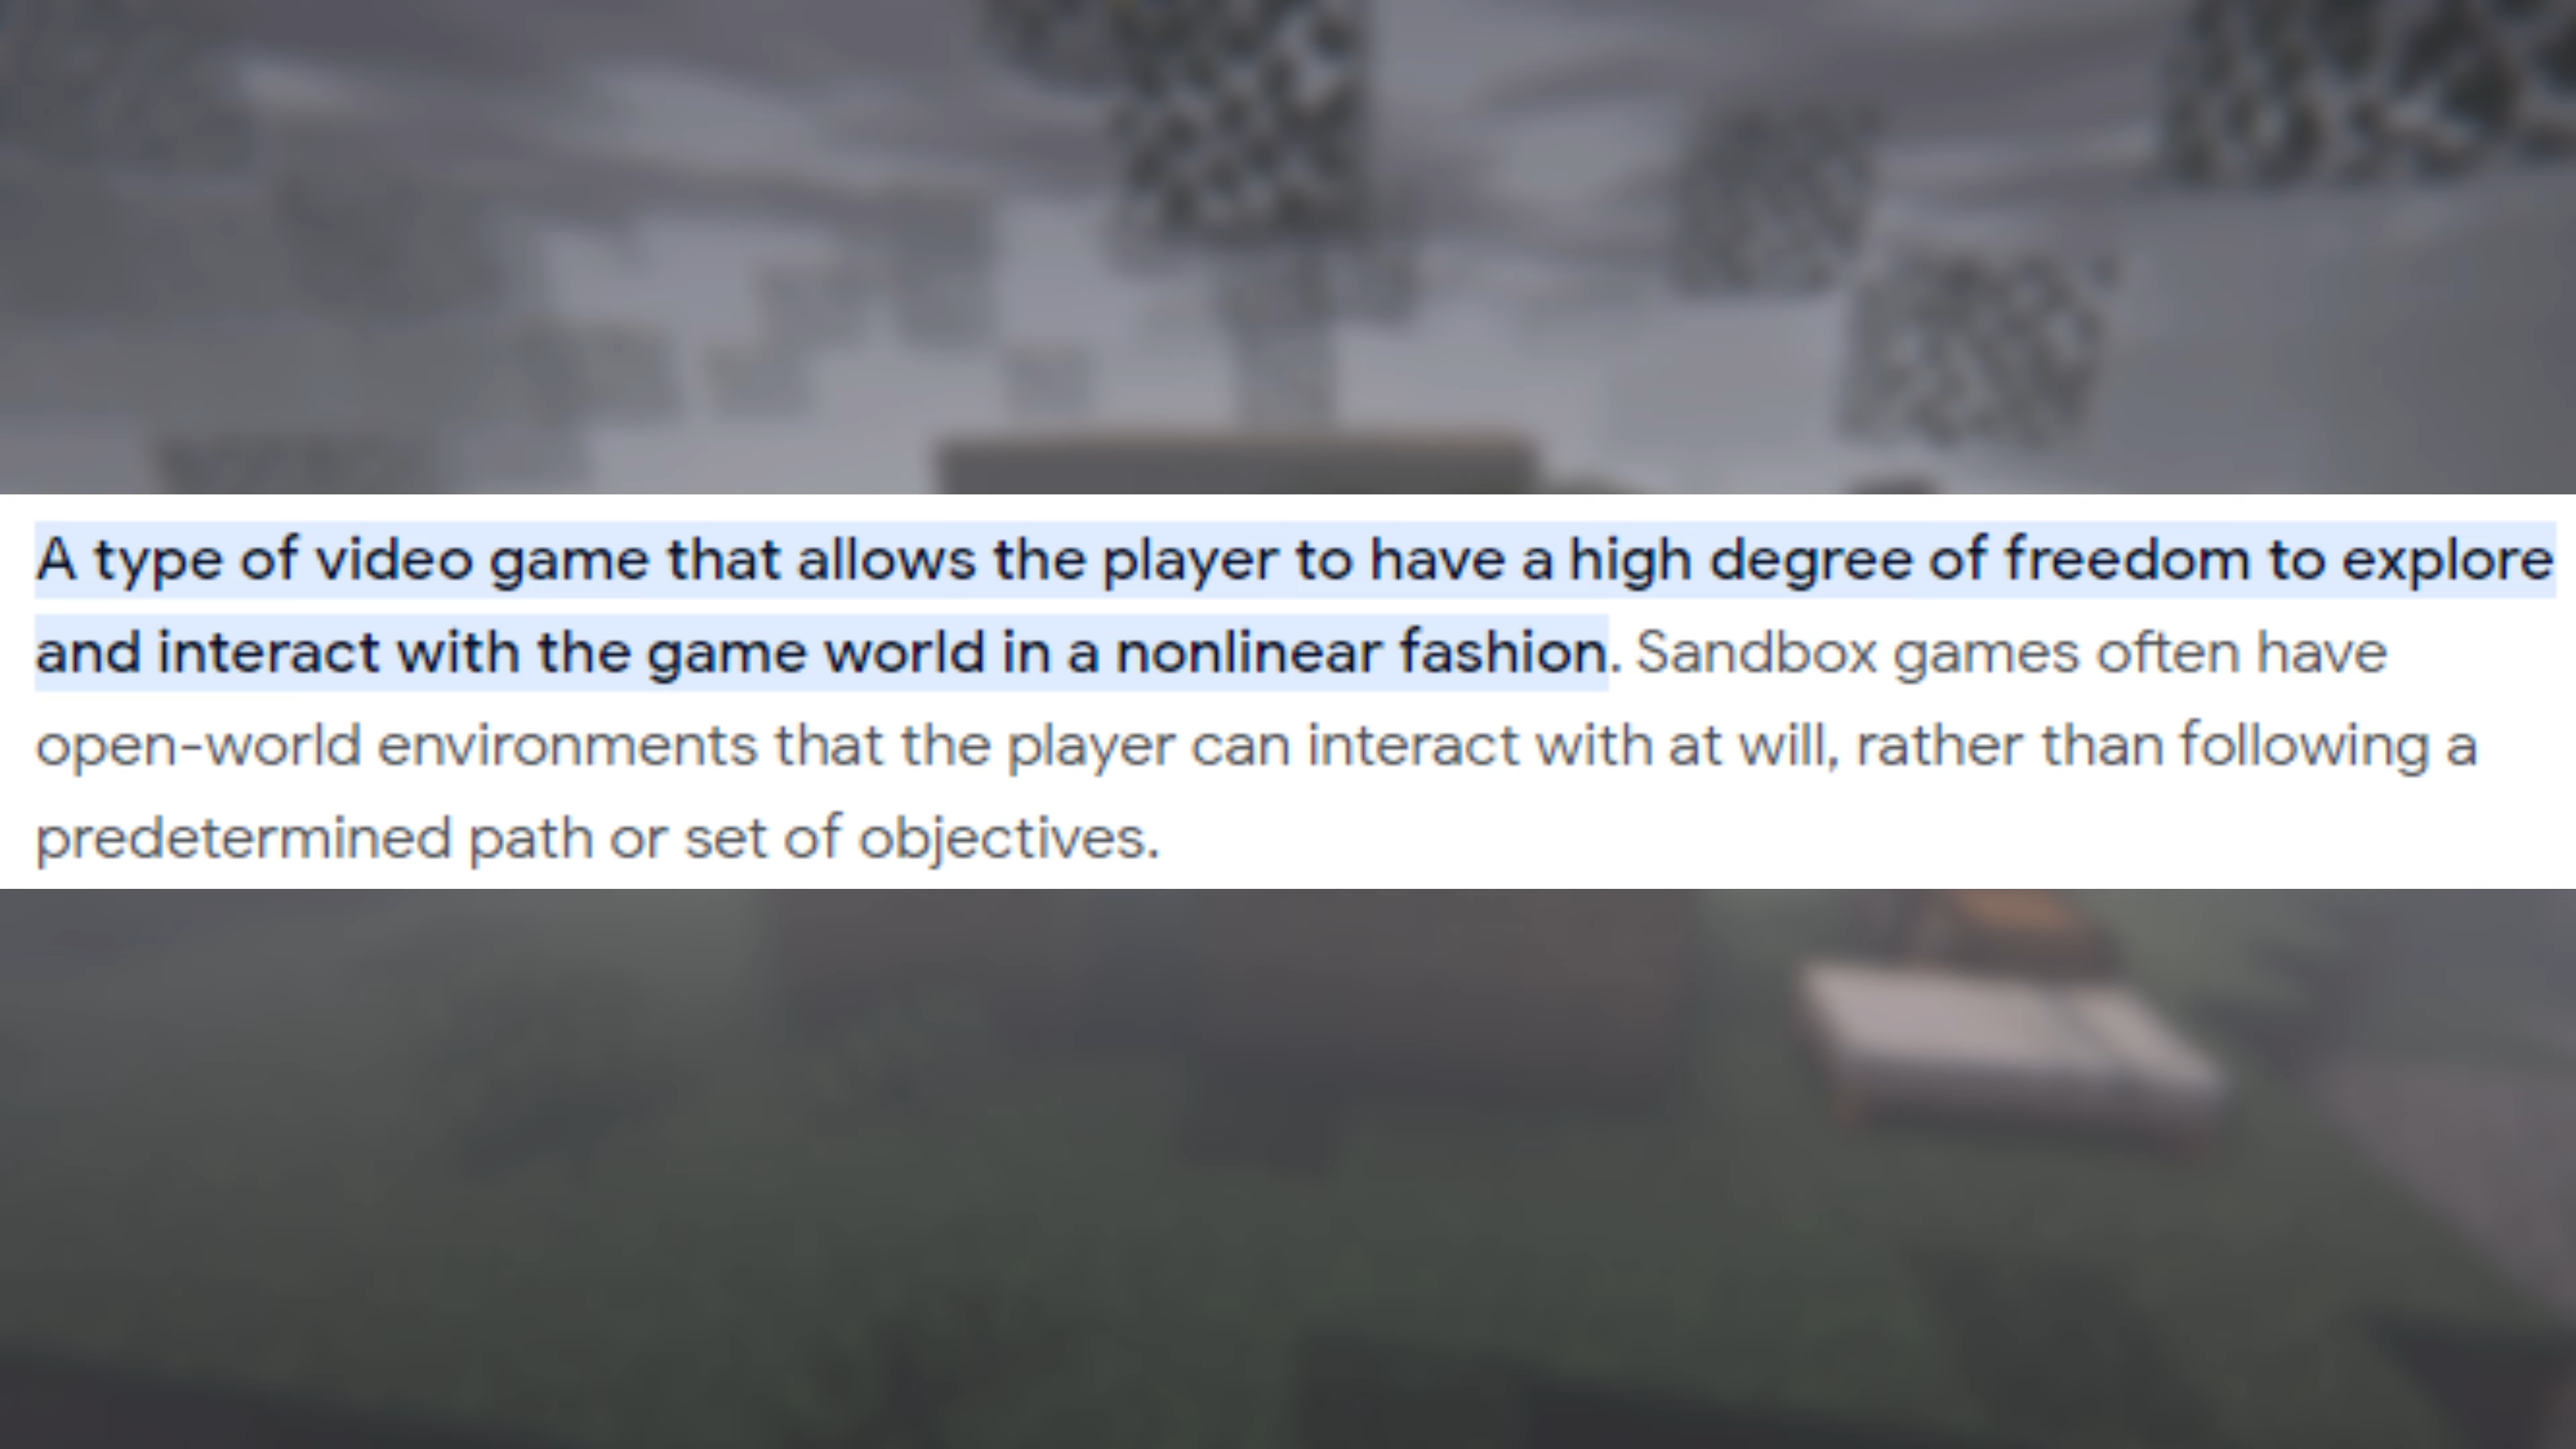 A type of video game that allows the player to have a high degree of freedom to explore
and interact with the game world in a nonlinear fashion. Sandbox games often have
open-world environments that the player can interact with at will, rather than following a
predetermined path or set of objectives.